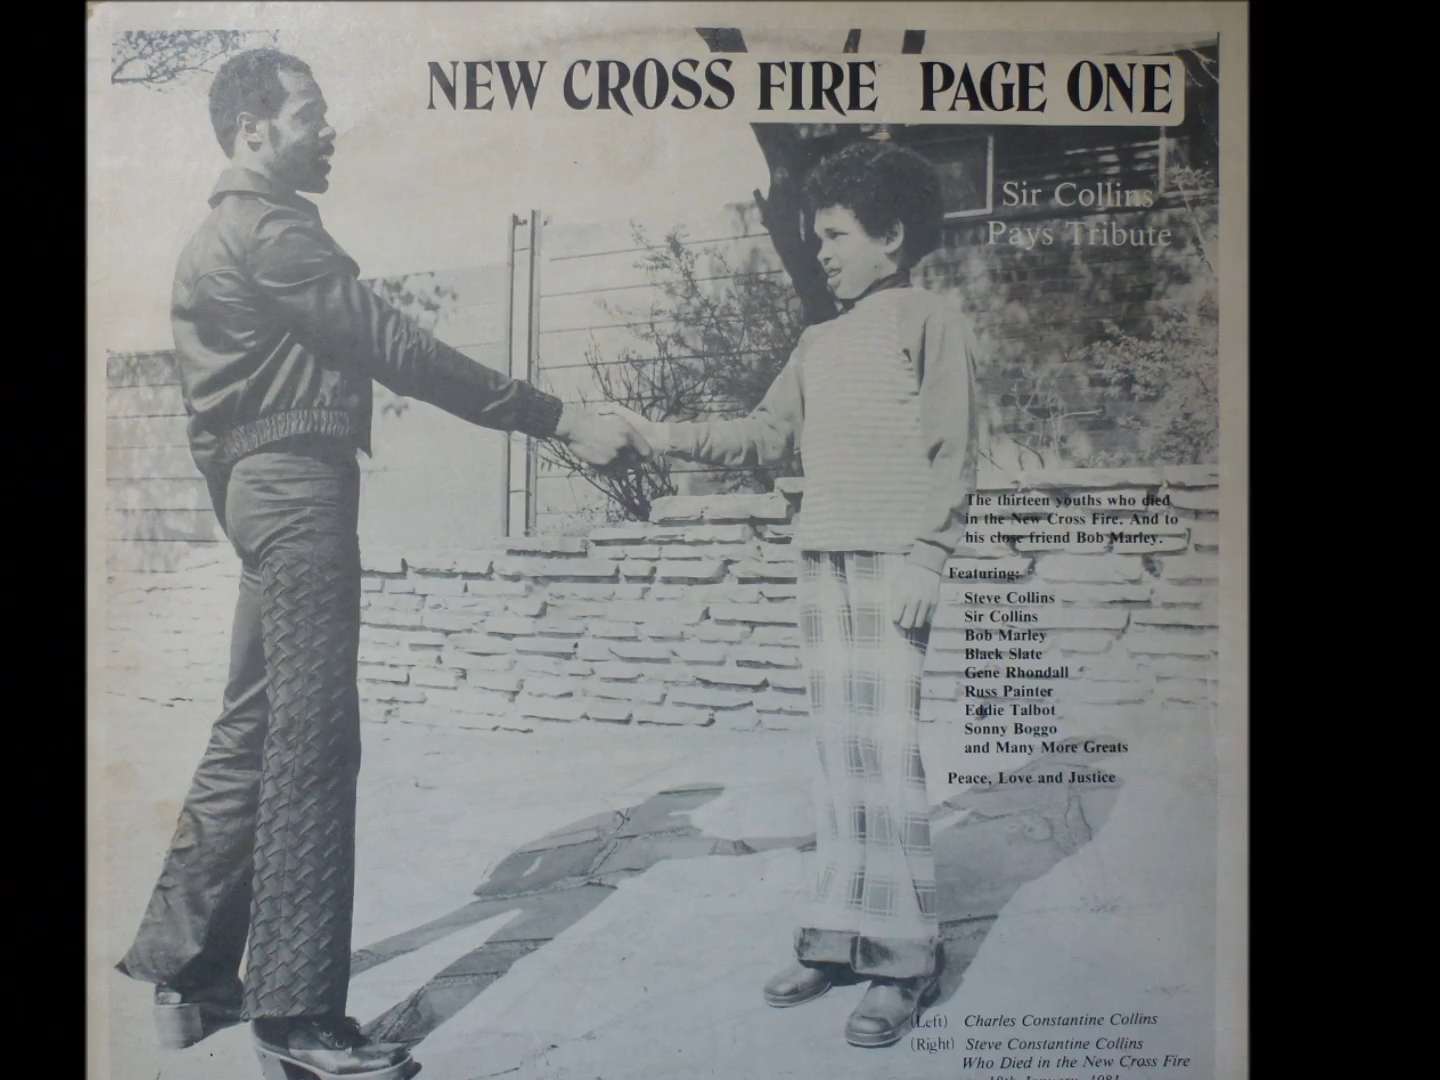 NEW CROSS FIRE PAGE ONE
Sir Collins
Pays Tribute
The thirteen youths who died
in the New Cross Fire. And to
his close friend Bob Marley.
Featuring:
Steve Collins
Sir Collins
Bob Marley
Black Slate
Gene Rhondall
Russ Painter
Eddie Talbot
Sonny Boggo
and Many More Greats
Peace, Love and Justice
(Left) Charles Constantine Collins
(Right) Steve Constantine Collins
Who Died in the New Cross Fire
18th January, 1981